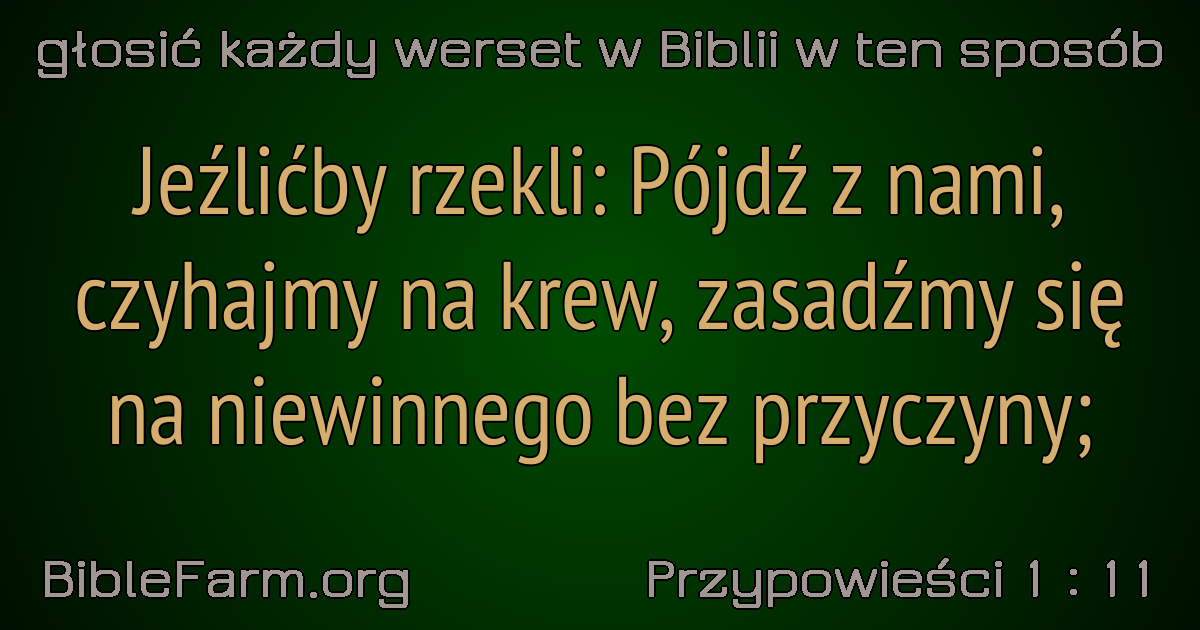 głosić każdy werset w Biblii w ten sposób
Jeźlićby rzekli: Pójdź z nami,
czyhajmy na krew, zasadźmy się
na niewinnego bez przyczyny;
BibleFarm.org
Przypowieści 1 : 11